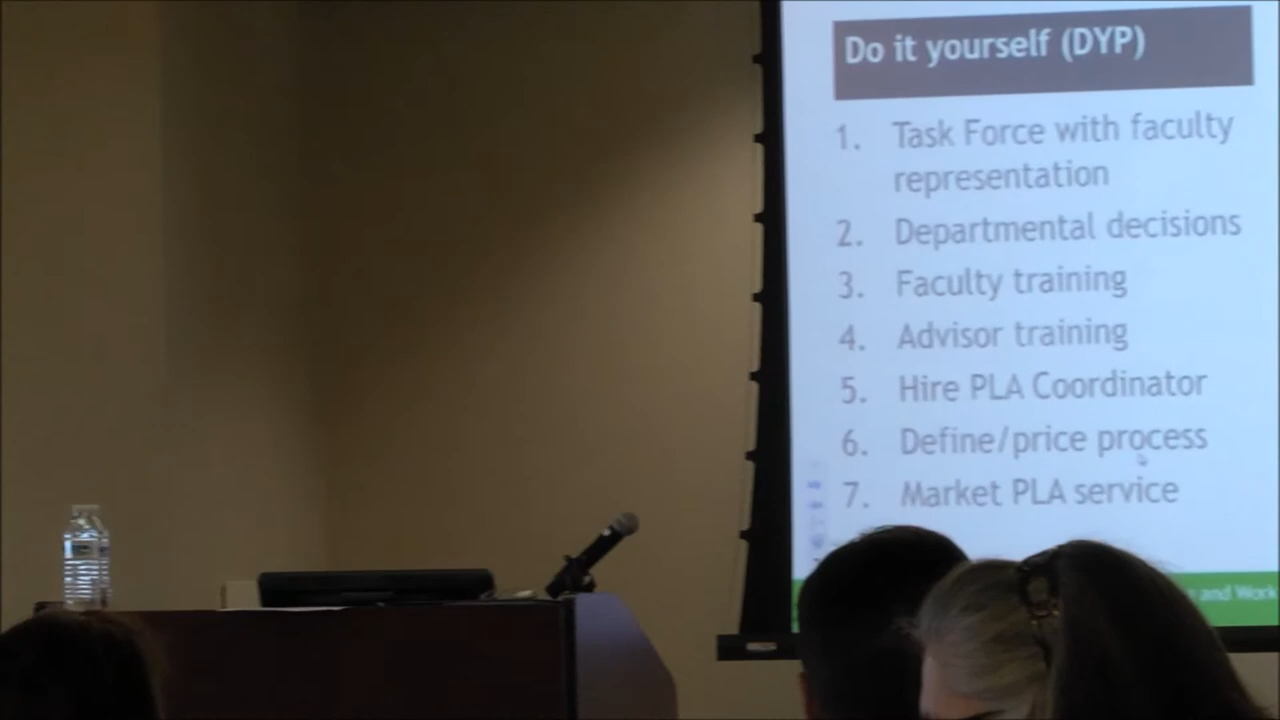 Do it yourself (DYP)
1. Task Force with faculty
representation
2. Departmental decisions
3. Faculty training
4. Advisor training
5. Hire PLA Coordinator
6. Define/price process
7. Market PLA service
and Work